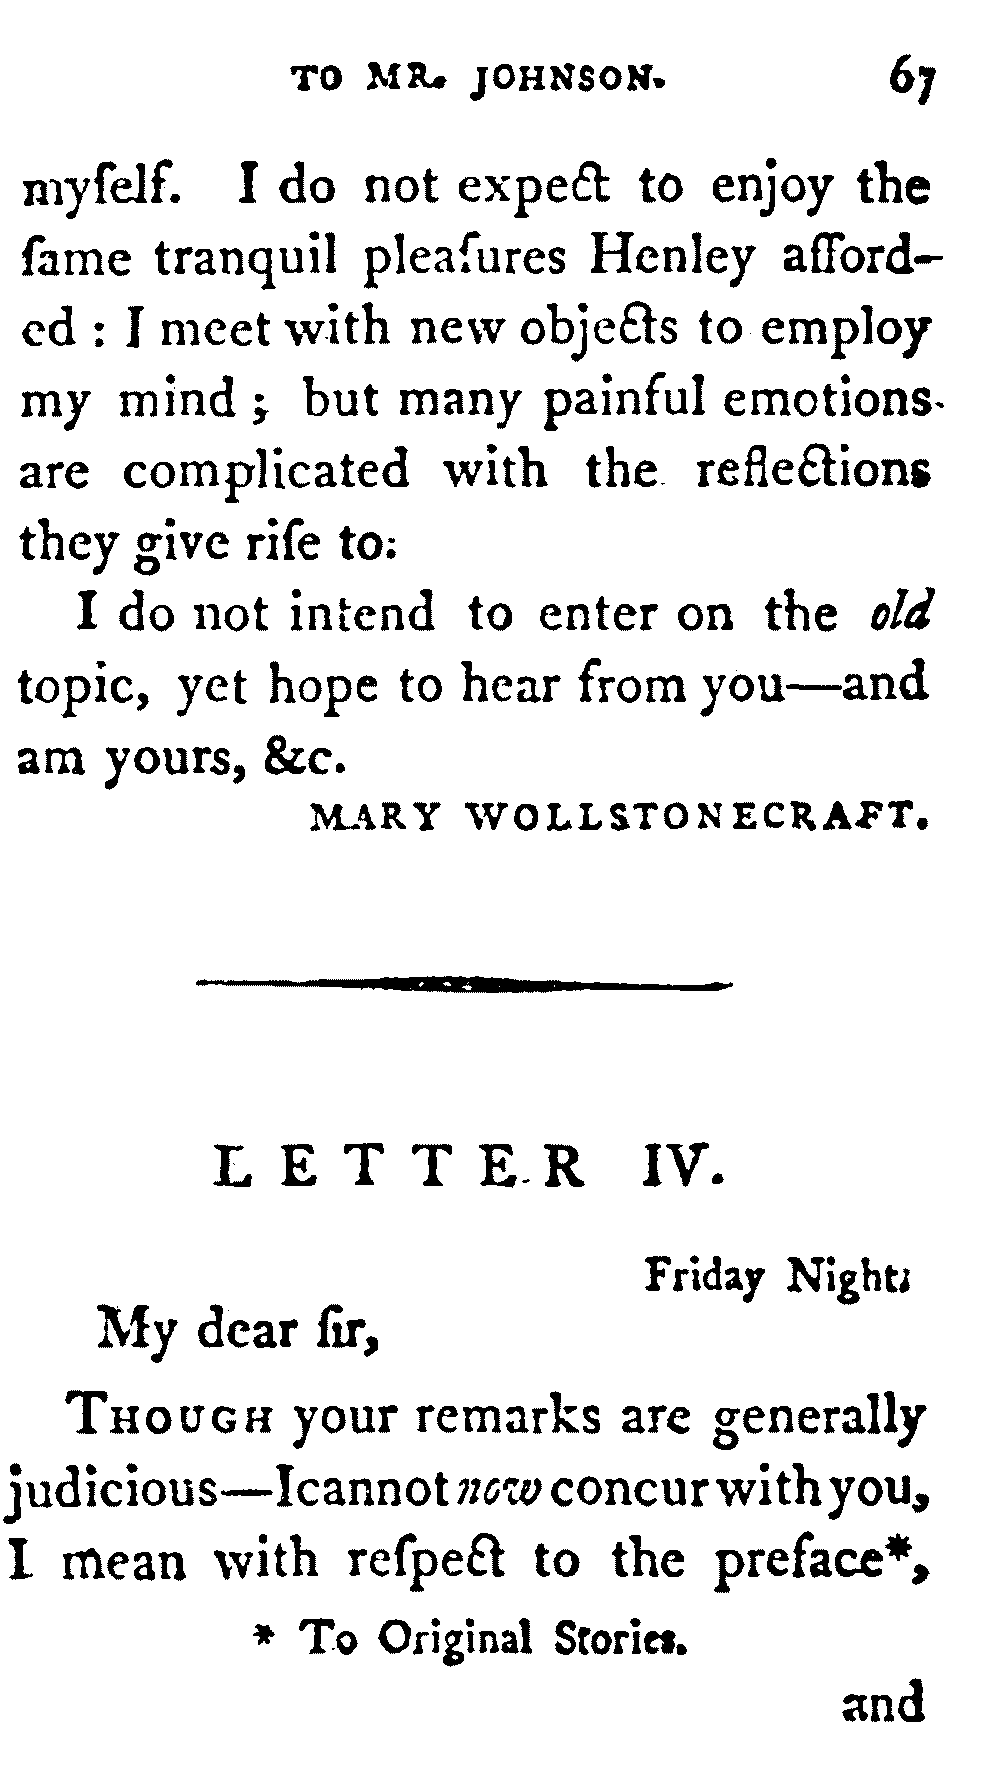 TO MR. JOHNSON. 67
myſelf. I do not expect to enjoy the
ſame tranquil pleaſures Henley afford-
ed : I meet with new objects to employ
my mind ; but many painful emotions
are complicated with the reflections
they give riſe to:
I do not intend to enter on the old
topic, yet hope to hear from you—and
am yours, &c.
MARY WOLLSTONECRAFT.
LETTER IV.
Friday Night.
My dear ſir,
THOUGH your remarks are generally
judicious—I cannot now concur with you,
I mean with reſpect to the preface*,
* To Original Stories.
and